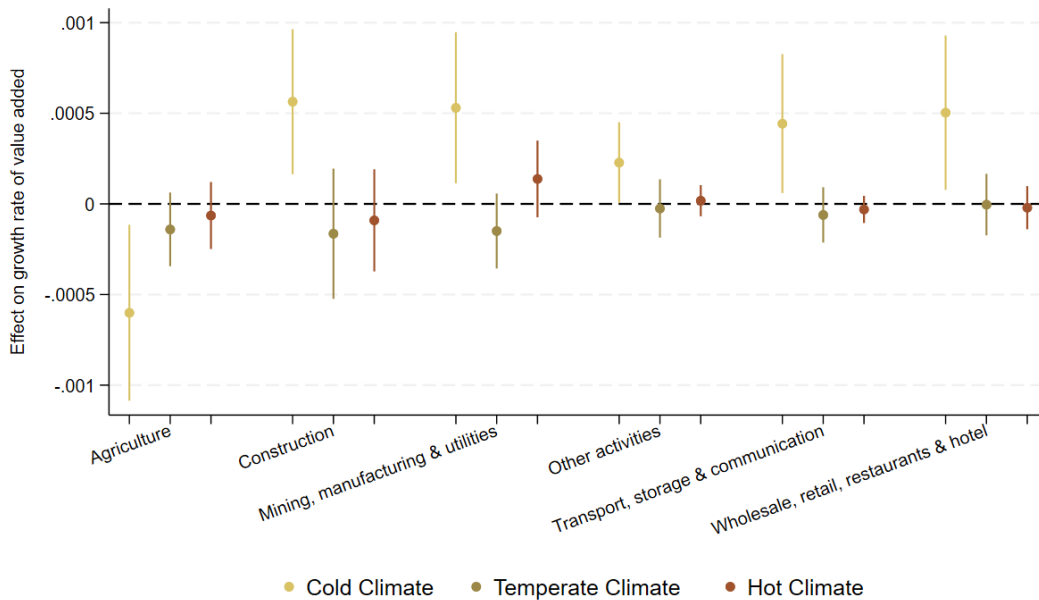 Effect on growth rate of value added
.001
.0005
0
-.0005
-.001
Agriculture
Construction
Mining, manufacturing & utilities
Other activities
Transport, storage & communication
Wholesale, retail, restaurants & hotel
Cold Climate
Temperate Climate
Hot Climate